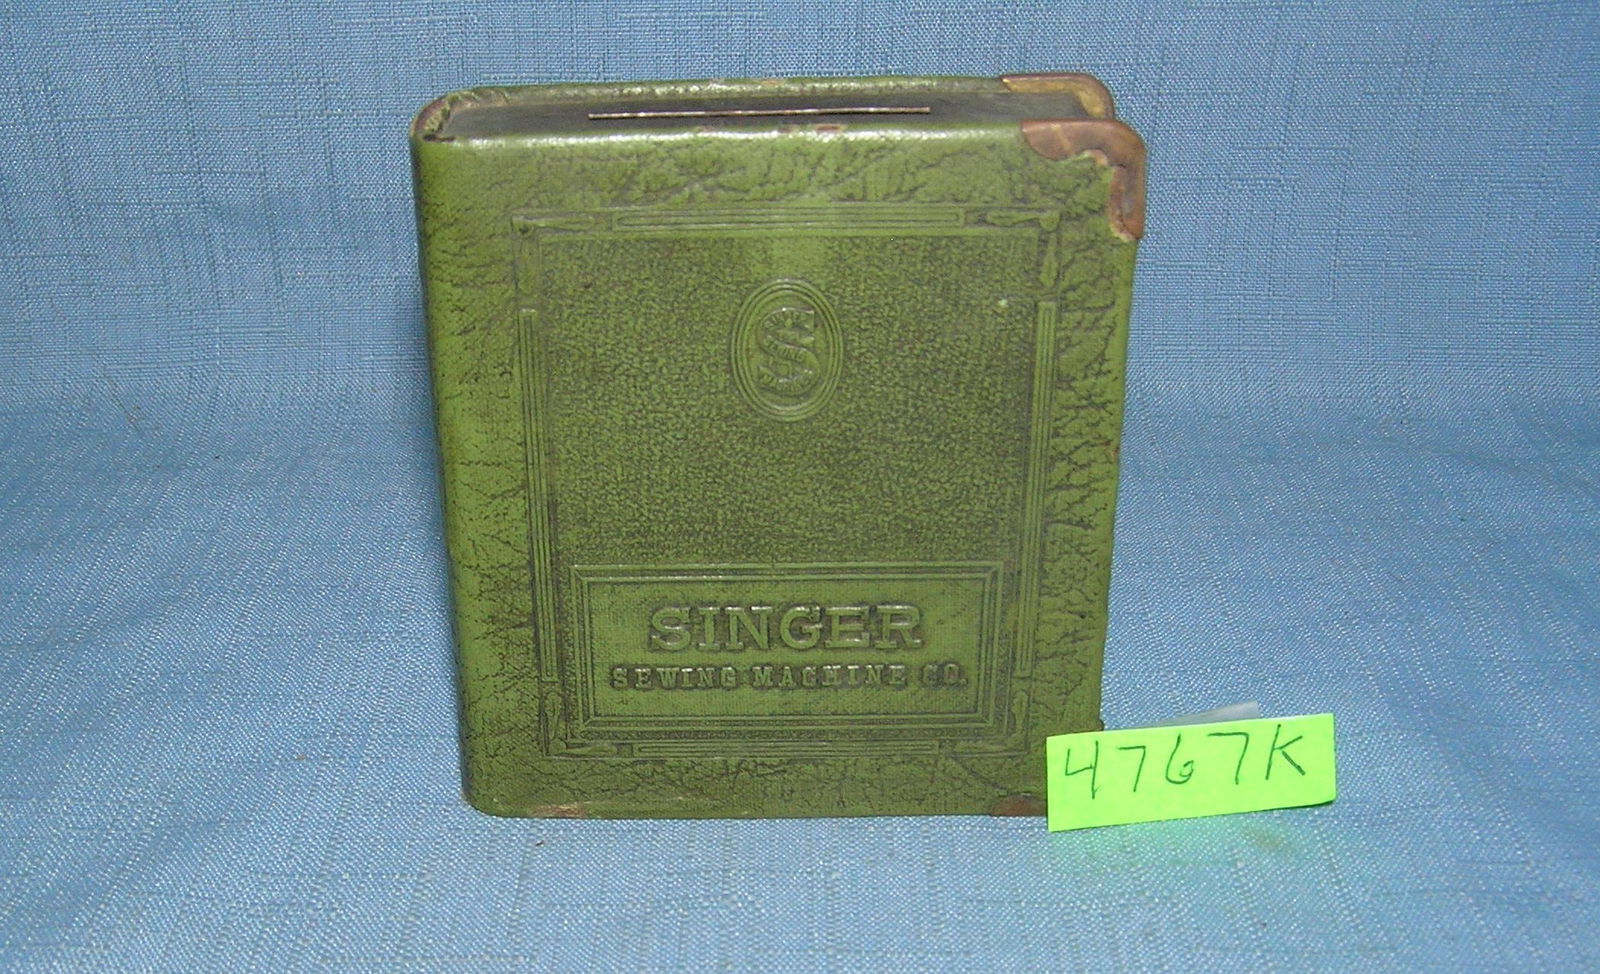 S
SINGER
SEWING MACHINE CO.
4767K